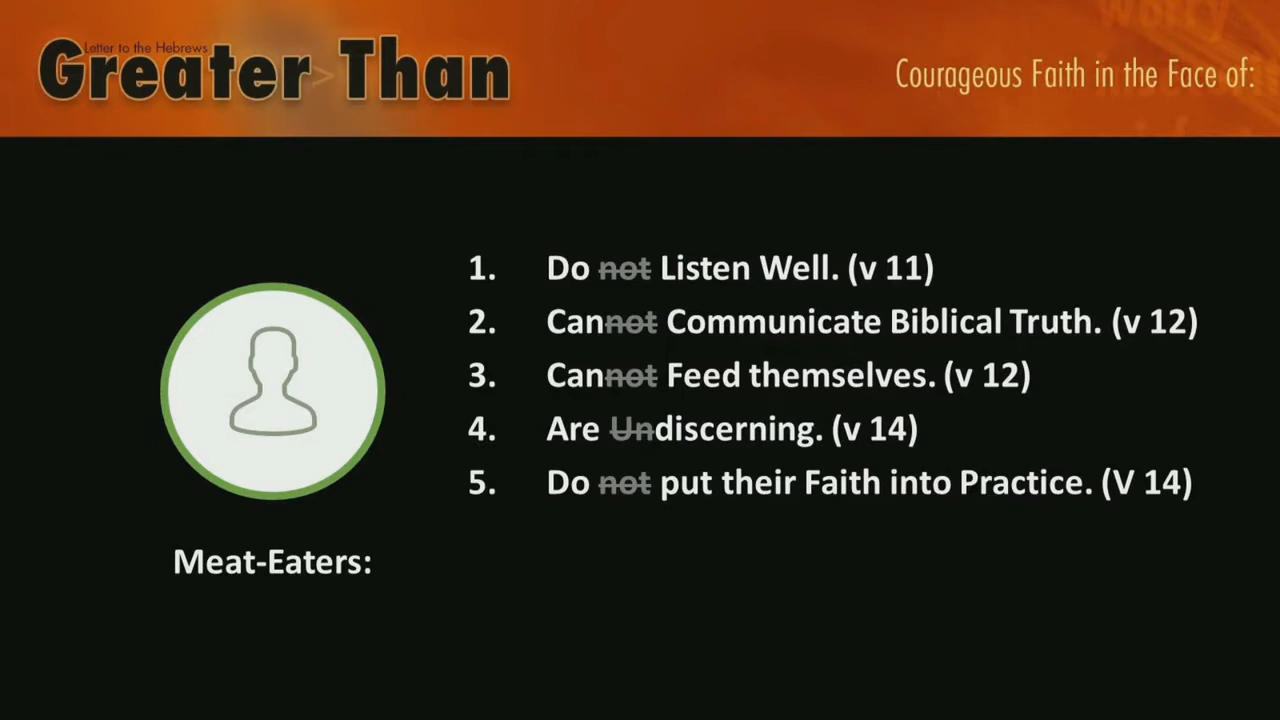 Letter to the Hebrews
Greater > Than
Courageous Faith in the Face of:
1. Do not Listen Well. (v 11)
2. Cannot Communicate Biblical Truth. (v 12)
3. Cannot Feed themselves. (v 12)
4. Are Undiscerning. (v 14)
5. Do not put their Faith into Practice. (V 14)
Meat-Eaters:
worry